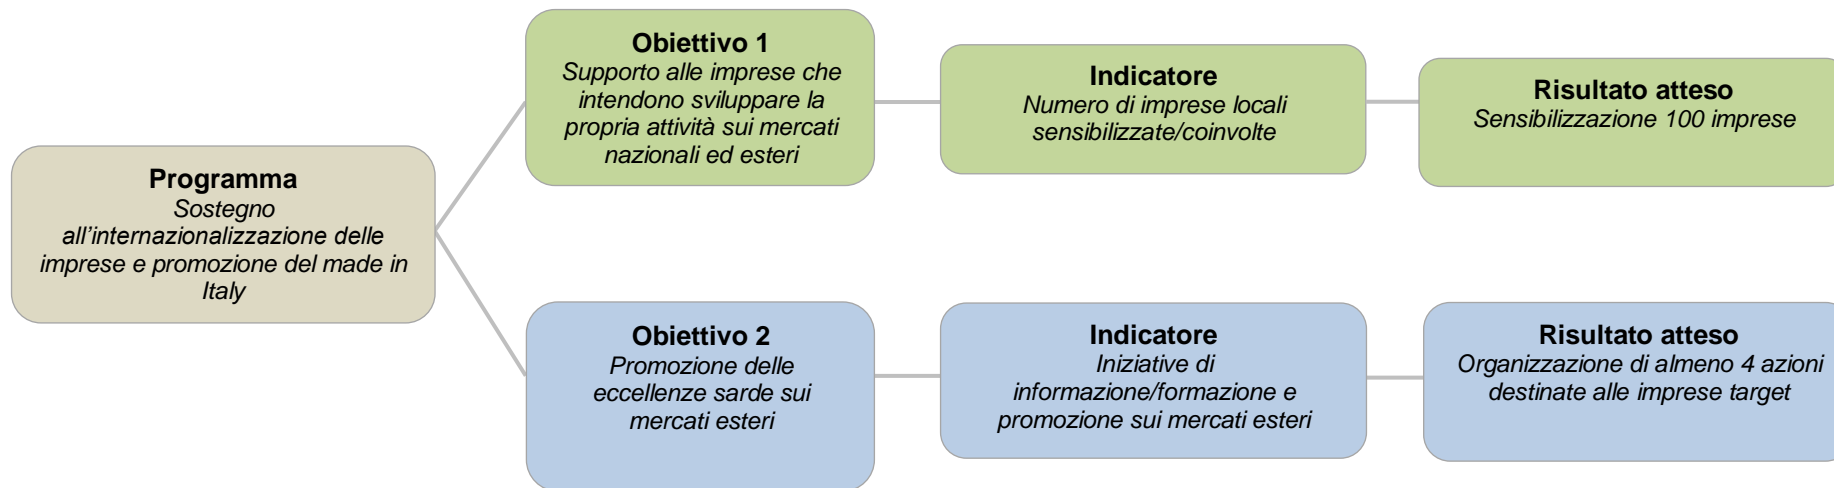 Programma
Sostegno
all’internazionalizzazione delle
imprese e promozione del made in
Italy
Obiettivo 1
Supporto alle imprese che
intendono sviluppare la
propria attività sui mercati
nazionali ed esteri
Indicatore
Numero di imprese locali
sensibilizzate/coinvolte
Risultato atteso
Sensibilizzazione 100 imprese
Obiettivo 2
Promozione delle
eccellenze sarde sui
mercati esteri
Indicatore
Iniziative di
informazione/formazione e
promozione sui mercati esteri
Risultato atteso
Organizzazione di almeno 4 azioni
destinate alle imprese target